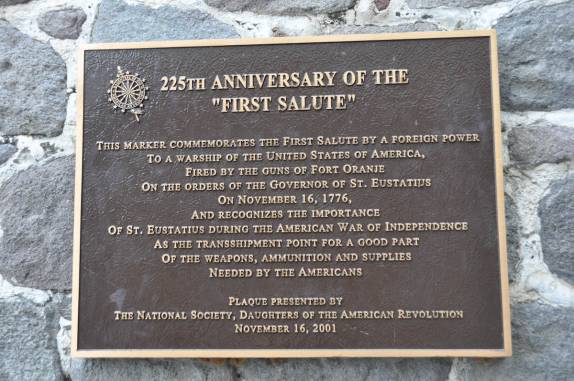 225TH ANNIVERSARY OF THE
"FIRST SALUTE"
THIS MARKER COMMEMORATES THE FIRST SALUTE BY A FOREIGN POWER
TO A WARSHIP OF THE UNITED STATES OF AMERICA,
FIRED BY THE GUNS OF FORT ORANJE
ON THE ORDERS OF THE GOVERNOR OF ST. EUSTATIUS
ON NOVEMBER 16, 1776,
AND RECOGNIZES THE IMPORTANCE
OF ST. EUSTATIUS DURING THE AMERICAN WAR OF INDEPENDENCE
AS THE TRANSSHIPMENT POINT FOR A GOOD PART
OF THE WEAPONS, AMMUNITION AND SUPPLIES
NEEDED BY THE AMERICANS
PLAQUE PRESENTED BY
THE NATIONAL SOCIETY, DAUGHTERS OF THE AMERICAN REVOLUTION
NOVEMBER 16, 2001